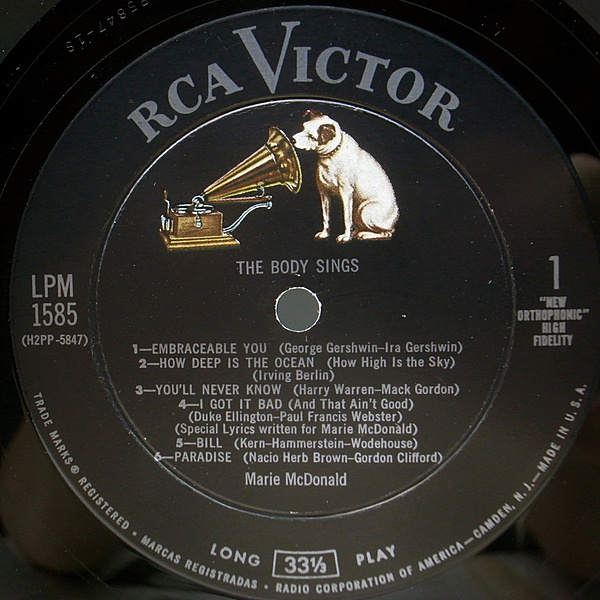 RCA VICTOR
THE BODY SINGS
LPM
1585
(H2PP-5847)
1
"NEW
ORTHOPHONIC"
HIGH
FIDELITY
1—EMBRACEABLE YOU (George Gershwin–Ira Gershwin)
2—HOW DEEP IS THE OCEAN (How High Is the Sky)
(Irving Berlin)
3—YOU'LL NEVER KNOW (Harry Warren–Mack Gordon)
4—I GOT IT BAD (And That Ain't Good)
(Duke Ellington–Paul Francis Webster)
(Special Lyrics written for Marie McDonald)
5—BILL (Kern–Hammerstein–Wodehouse)
6—PARADISE (Nacio Herb Brown–Gordon Clifford)
Marie McDonald
LONG 33⅓ PLAY
TRADE MARKS ® REGISTERED • MARCAS REGISTRADAS • RADIO CORPORATION OF AMERICA—CAMDEN, N. J.—MADE IN U. S. A.